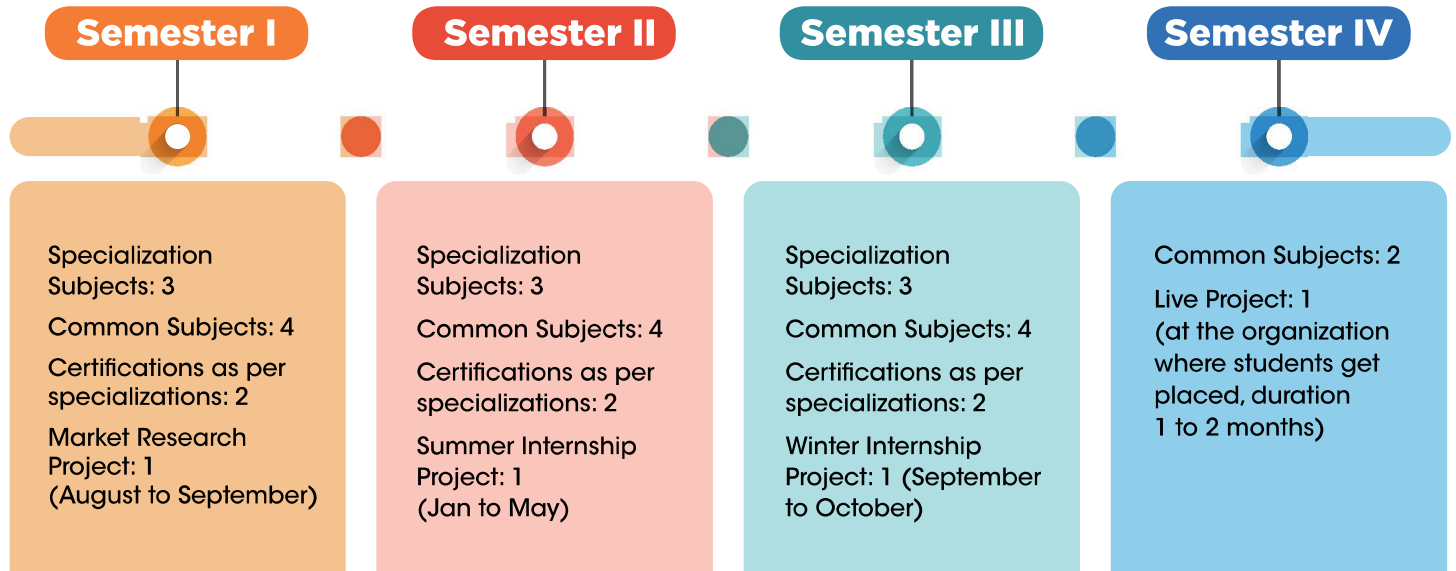 Semester I
Specialization
Subjects: 3
Common Subjects: 4
Certifications as per
specializations: 2
Market Research
Project: 1
(August to September)
Semester II
Specialization
Subjects: 3
Common Subjects: 4
Certifications as per
specializations: 2
Summer Internship
Project: 1
(Jan to May)
Semester III
Specialization
Subjects: 3
Common Subjects: 4
Certifications as per
specializations: 2
Winter Internship
Project: 1 (September
to October)
Semester IV
Common Subjects: 2
Live Project: 1
(at the organization
where students get
placed, duration
1 to 2 months)